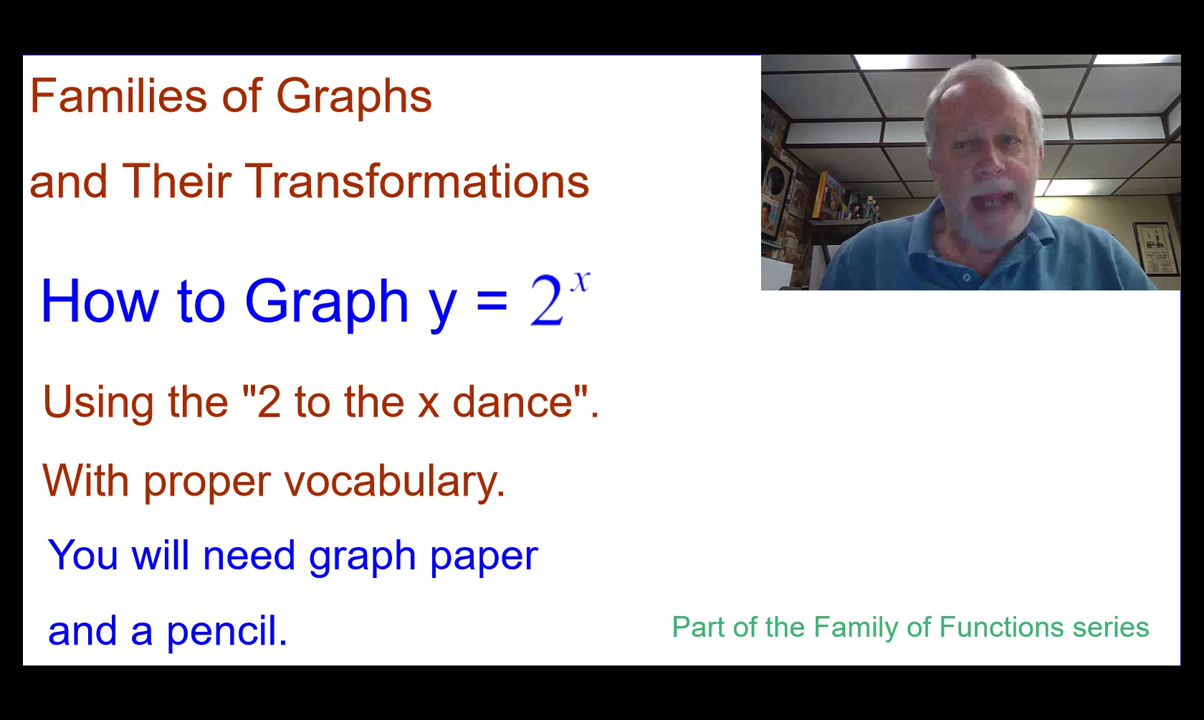 Families of Graphs
and Their Transformations
How to Graph y = 2^x
Using the "2 to the x dance".
With proper vocabulary.
You will need graph paper
and a pencil.
Part of the Family of Functions series